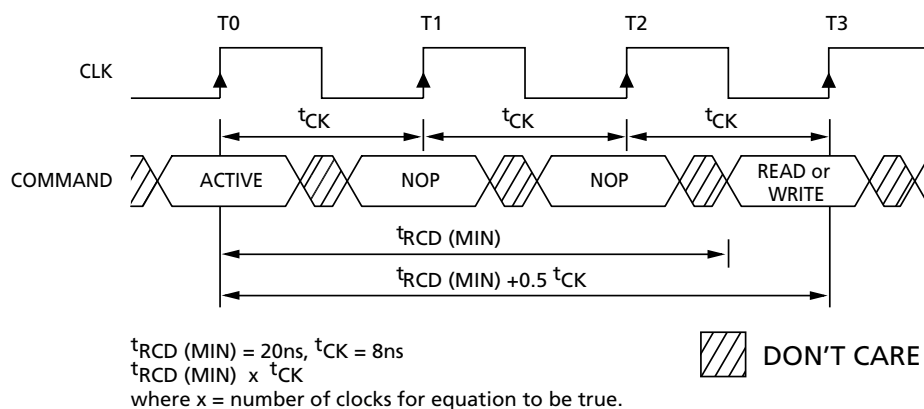 T0 T1 T2 T3
CLK
tCK tCK tCK
COMMAND ACTIVE NOP NOP READ or
WRITE
tRCD (MIN)
tRCD (MIN) +0.5 tCK
tRCD (MIN) = 20ns, tCK = 8ns
tRCD (MIN) x tCK
where x = number of clocks for equation to be true.
DON'T CARE